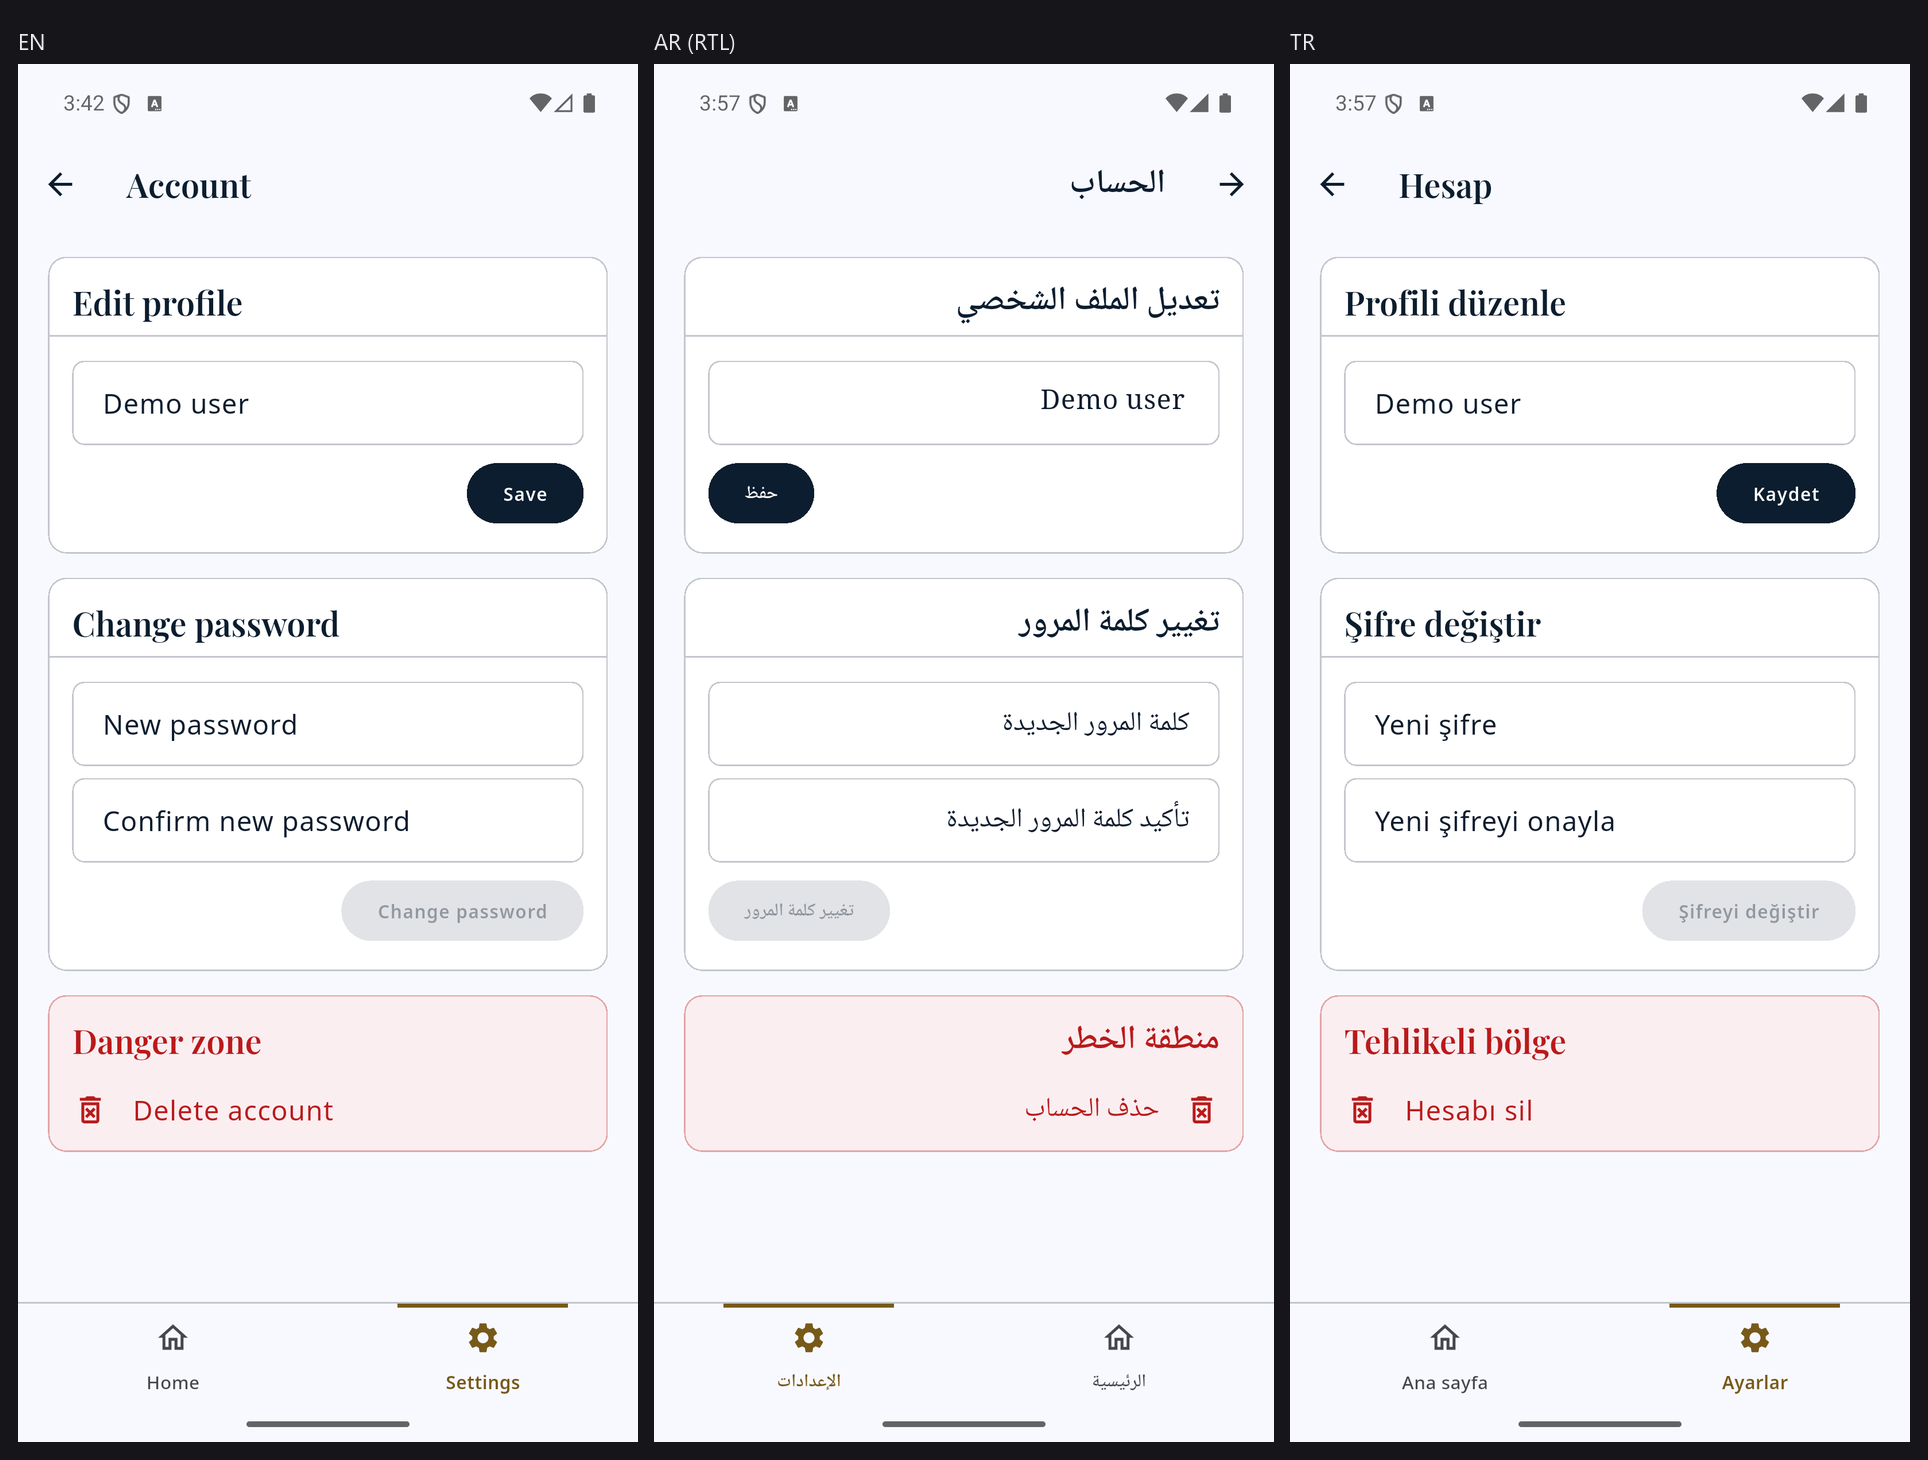 EN
3:42
Account
Edit profile
Demo user
Save
Change password
New password
Confirm new password
Change password
Danger zone
Delete account
Home
Settings
AR (RTL)
3:57
الحساب
تعديل الملف الشخصي
Demo user
حفظ
تغيير كلمة المرور
كلمة المرور الجديدة
تأكيد كلمة المرور الجديدة
تغيير كلمة المرور
منطقة الخطر
حذف الحساب
الرئيسية
الإعدادات
TR
3:57
Hesap
Profili düzenle
Demo user
Kaydet
Şifre değiştir
Yeni şifre
Yeni şifreyi onayla
Şifreyi değiştir
Tehlikeli bölge
Hesabı sil
Ana sayfa
Ayarlar